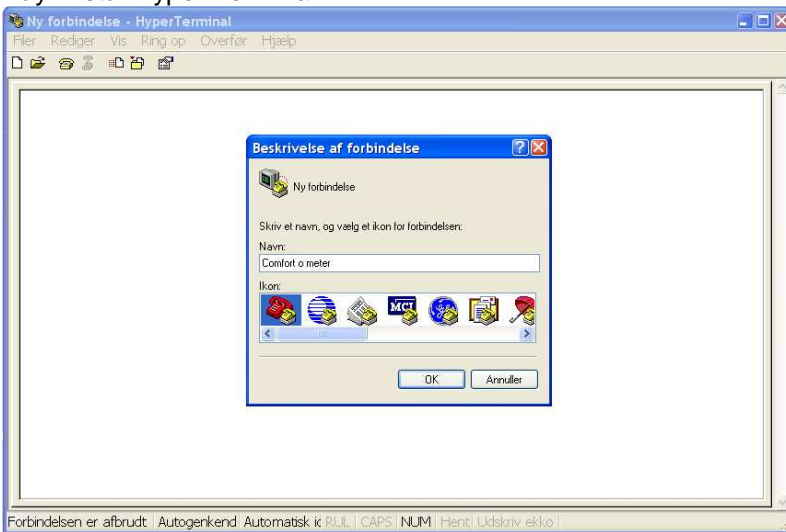 Ny forbindelse - HyperTerminal
Filer Rediger Vis Ring op Overfør Hjælp
Beskrivelse af forbindelse
Ny forbindelse
Skriv et navn, og vælg et ikon for forbindelsen:
Navn:
Comfort o meter
Ikon:
MCI
OK Annuller
Forbindelsen er afbrudt Autogenkend Automatisk RUL CAPS NUM Hent Udskriv ekko